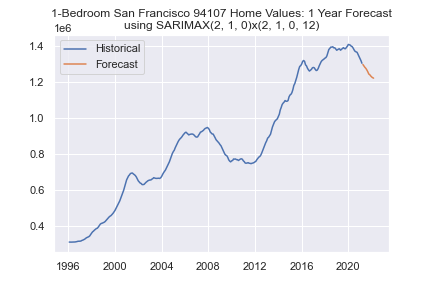 1-Bedroom San Francisco 94107 Home Values: 1 Year Forecast
using SARIMAX(2, 1, 0)x(2, 1, 0, 12)
1e6
Historical
Forecast
1.4
1.2
1.0
0.8
0.6
0.4
1996 2000 2004 2008 2012 2016 2020